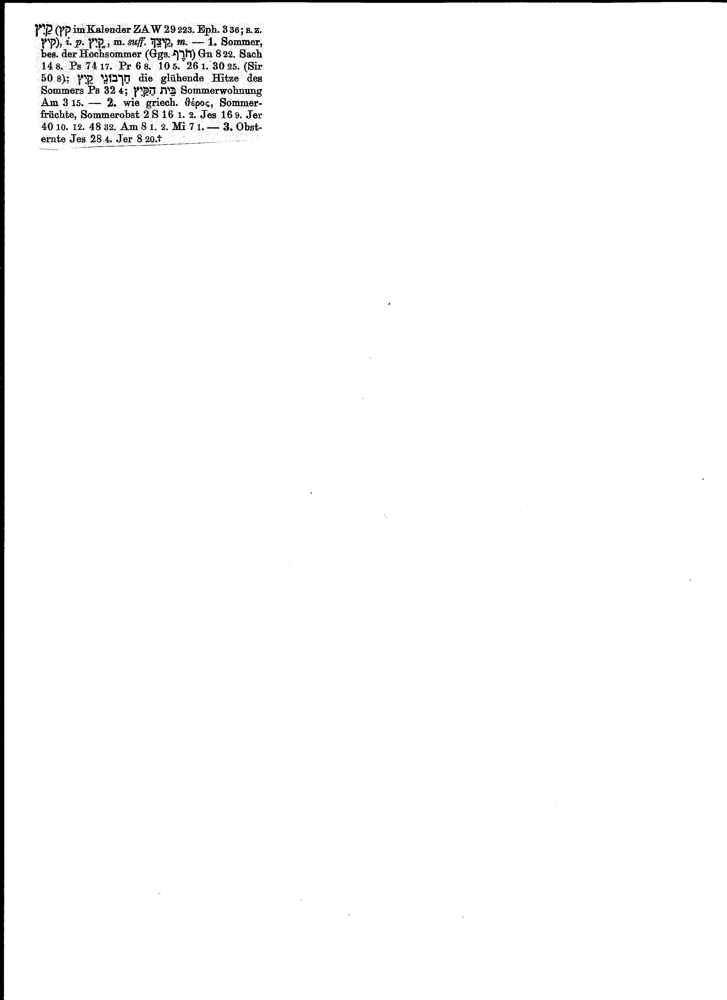 קַיִץ (קץ im Kalender ZAW 29 223. Eph. 3 36; s. z.
קיץ), i. p. קָיִץ, m. suff. קֵיצֵךְ, m. — 1. Sommer,
bes. der Hochsommer (Ggs. חֹרֶף) Gn 8 22. Sach
14 8. Ps 74 17. Pr 6 8. 10 5. 26 1. 30 25. (Sir
50 8); חַרְבוֹנֵי קַיִץ die glühende Hitze des
Sommers Ps 32 4; בֵּית הַקַּיִץ Sommerwohnung
Am 3 15. — 2. wie griech. θέρος, Sommer-
früchte, Sommerobst 2 S 16 1. 2. Jes 16 9. Jer
40 10. 12. 48 32. Am 8 1. 2. Mi 7 1. — 3. Obst-
ernte Jes 28 4. Jer 8 20.†